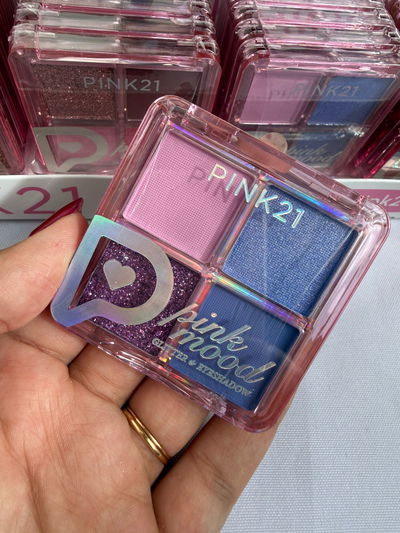 PINK21
PINK21
PINK21
pink
mood
GLITTER & EYESHADOW